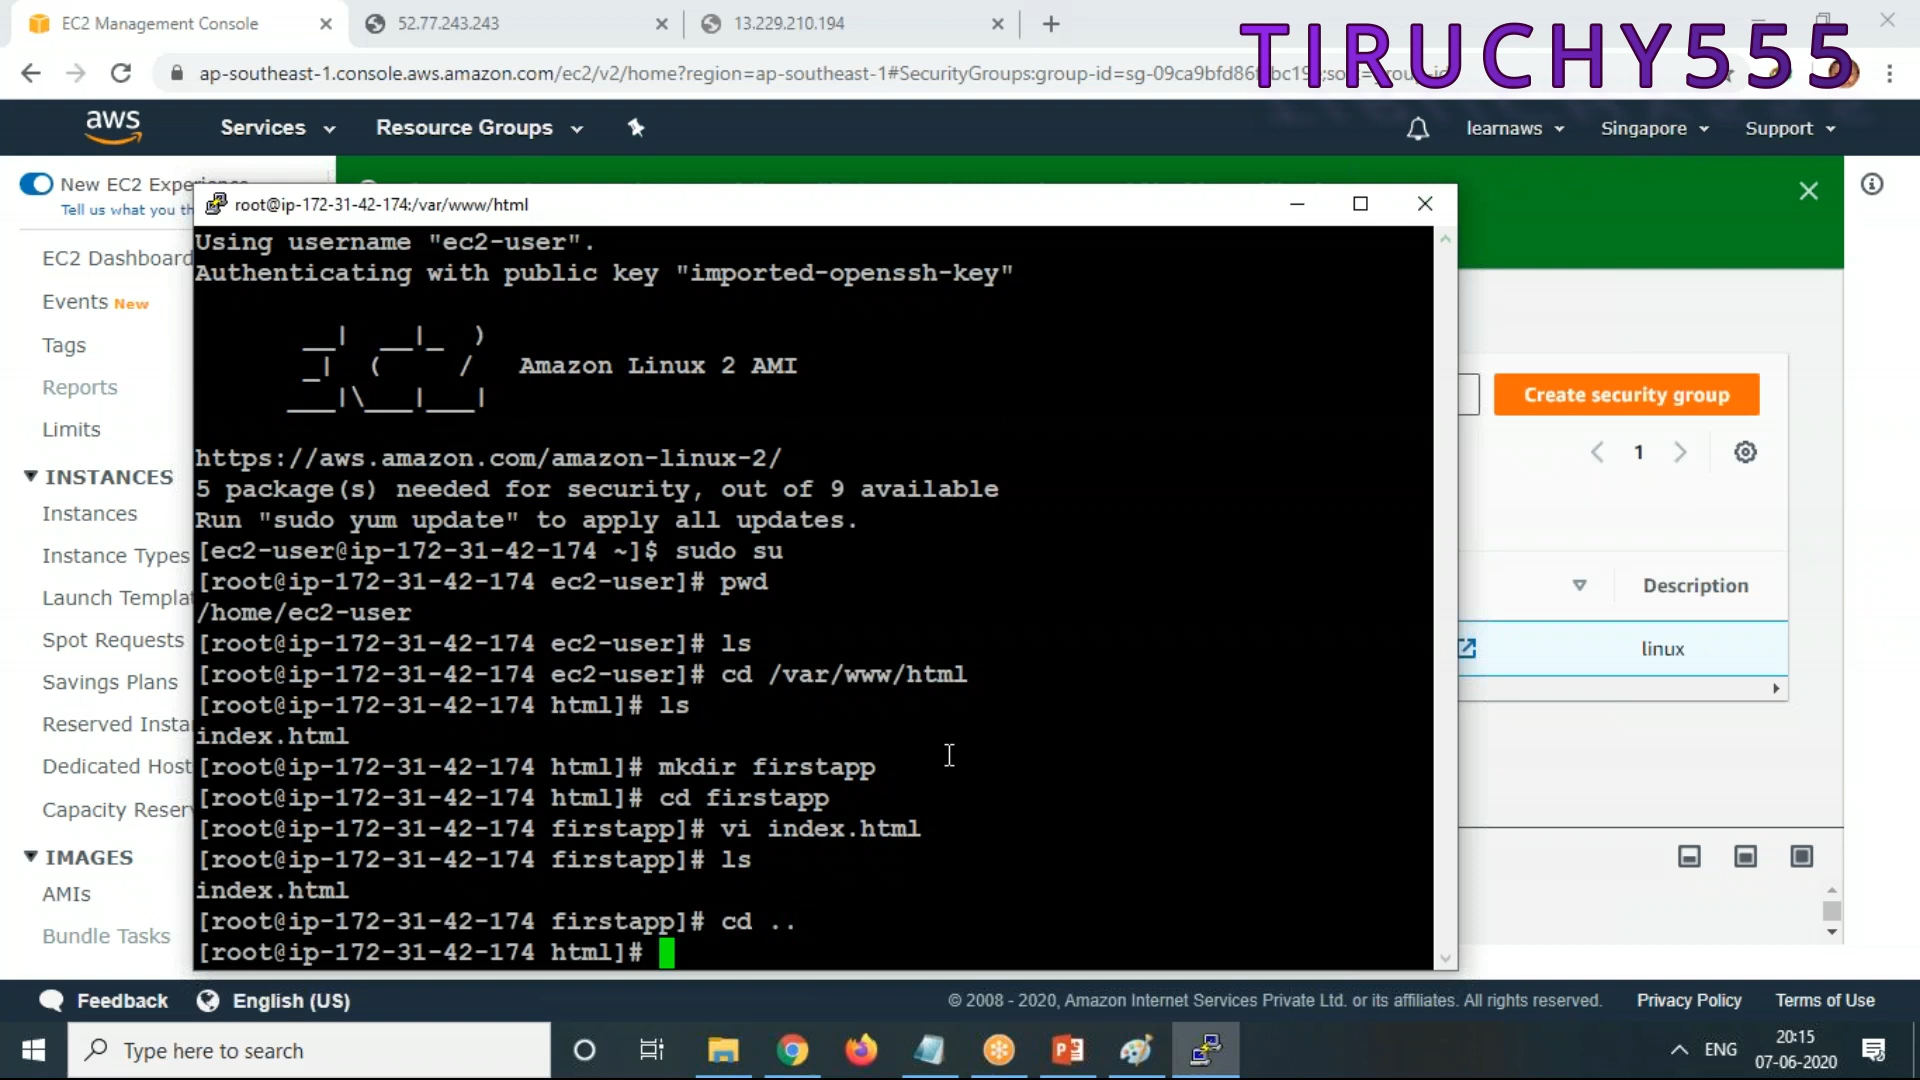 EC2 Management Console
52.77.243.243
13.229.210.194
TIRUCHY555
ap-southeast-1.console.aws.amazon.com/ec2/v2/home?region=ap-southeast-1#SecurityGroups:group-id=sg-09ca9bfd86
aws
Services
Resource Groups
learnaws
Singapore
Support
New EC2 Experience
Tell us what you th
EC2 Dashboard
Events New
Tags
Reports
Limits
INSTANCES
Instances
Instance Types
Launch Templat
Spot Requests
Savings Plans
Reserved Insta
Dedicated Host
Capacity Reser
IMAGES
AMIs
Bundle Tasks
root@ip-172-31-42-174:/var/www/html
Using username "ec2-user".
Authenticating with public key "imported-openssh-key"
__|  __|_  )
_|  (     /   Amazon Linux 2 AMI
___|\___|___|
https://aws.amazon.com/amazon-linux-2/
5 package(s) needed for security, out of 9 available
Run "sudo yum update" to apply all updates.
[ec2-user@ip-172-31-42-174 ~]$ sudo su
[root@ip-172-31-42-174 ec2-user]# pwd
/home/ec2-user
[root@ip-172-31-42-174 ec2-user]# ls
[root@ip-172-31-42-174 ec2-user]# cd /var/www/html
[root@ip-172-31-42-174 html]# ls
index.html
[root@ip-172-31-42-174 html]# mkdir firstapp
[root@ip-172-31-42-174 html]# cd firstapp
[root@ip-172-31-42-174 firstapp]# vi index.html
[root@ip-172-31-42-174 firstapp]# ls
index.html
[root@ip-172-31-42-174 firstapp]# cd ..
[root@ip-172-31-42-174 html]#
Create security group
1
Description
linux
Feedback
English (US)
© 2008 - 2020, Amazon Internet Services Private Ltd. or its affiliates. All rights reserved.
Privacy Policy
Terms of Use
Type here to search
ENG
20:15
07-06-2020